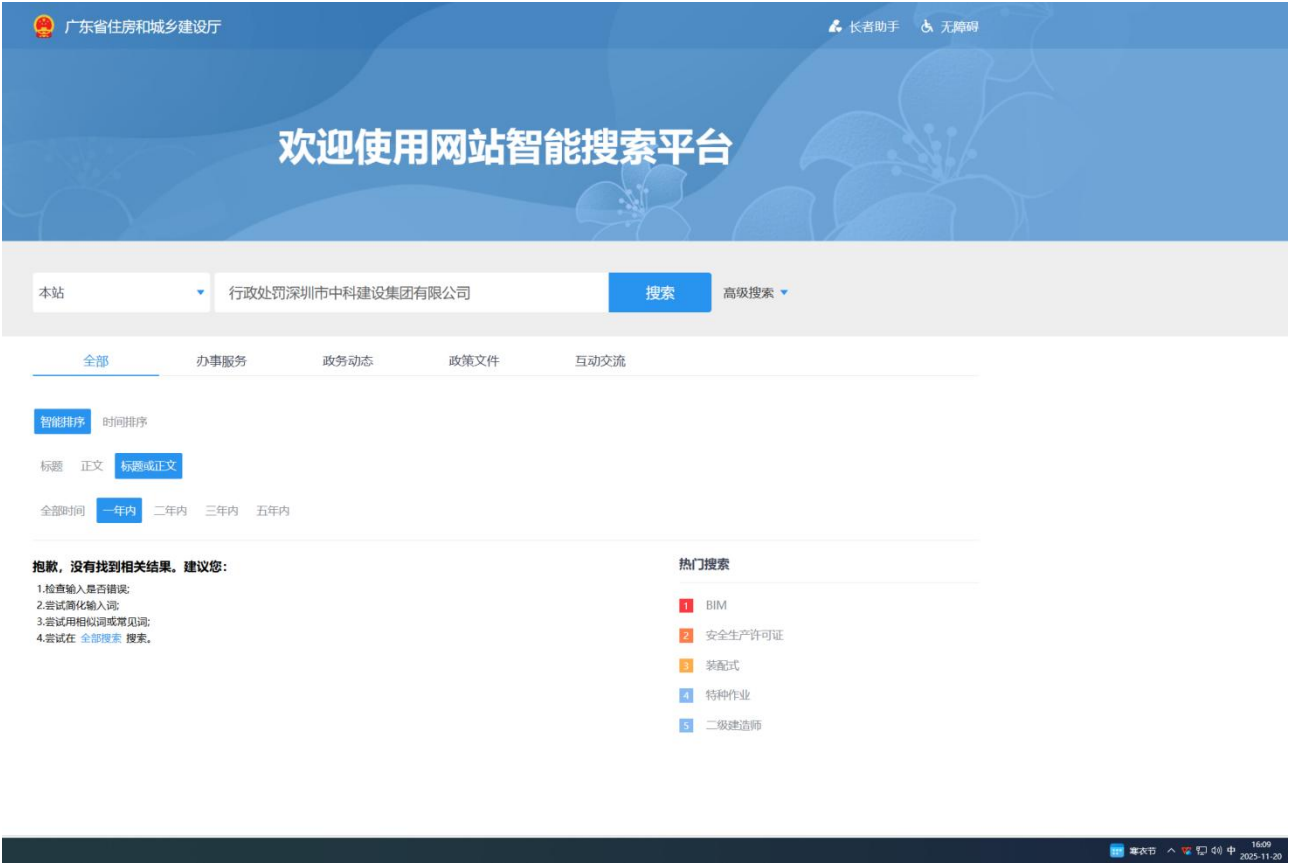 广东省住房和城乡建设厅
长者助手 无障碍
欢迎使用网站智能搜索平台
本站 行政处罚深圳市中科建设集团有限公司 搜索 高级搜索
全部 办事服务 政务动态 政策文件 互动交流
智能排序 时间排序
标题 正文 标题或正文
全部时间 一年内 二年内 三年内 五年内
抱歉，没有找到相关结果。建议您：
1.检查输入是否错误;
2.尝试简化输入词;
3.尝试用相似词或常见词;
4.尝试在 全部搜索 搜索。
热门搜索
1 BIM
2 安全生产许可证
3 装配式
4 特种作业
5 二级建造师
寒衣节 中 16:09
2025-11-20